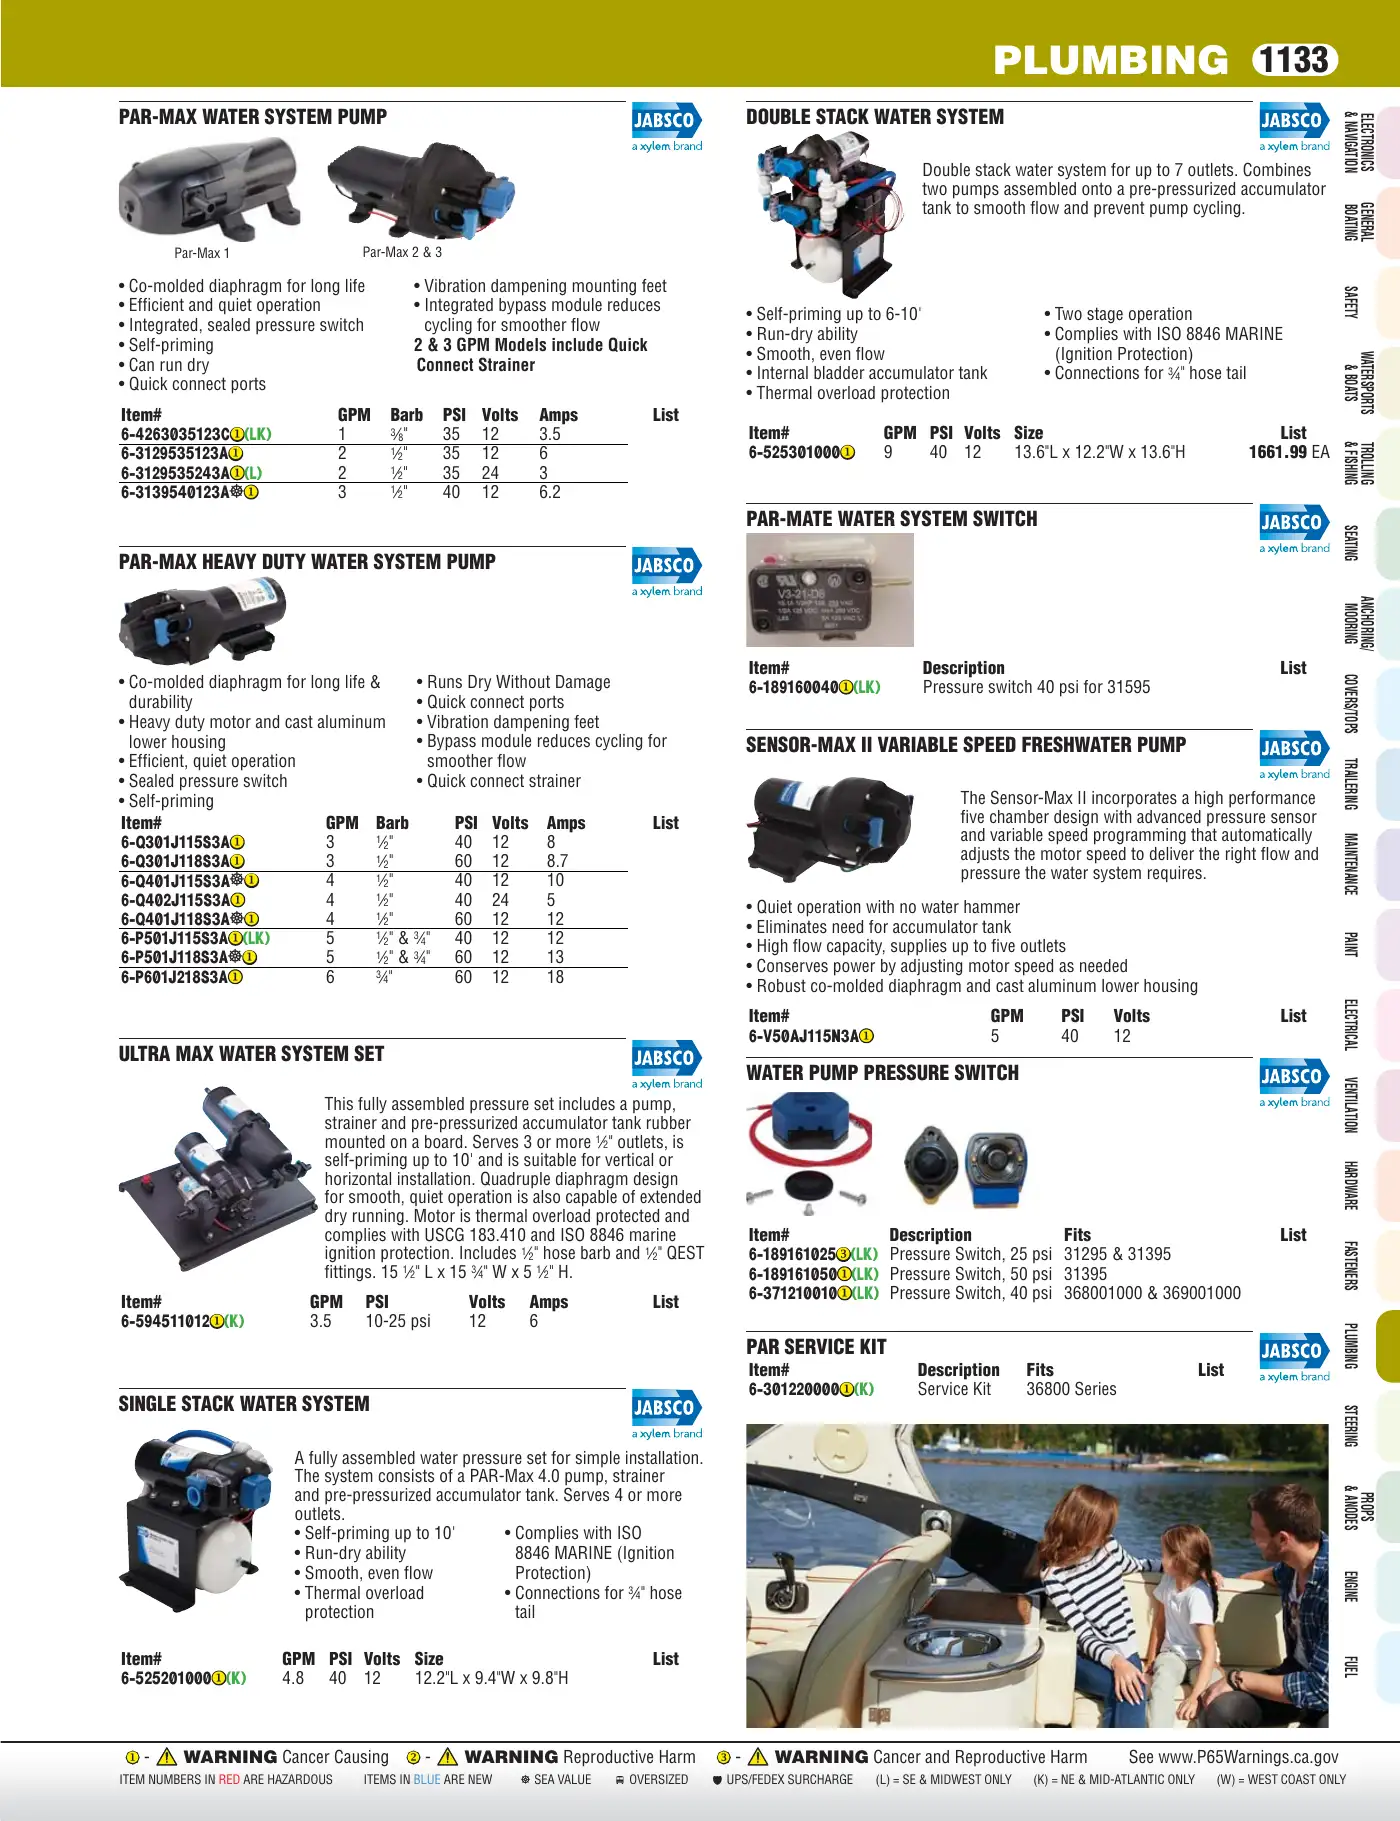 PLUMBING 1133
PAR-MAX WATER SYSTEM PUMP
JABSCO
a xylem brand
Par-Max 1
Par-Max 2 & 3
• Co-molded diaphragm for long life
• Efficient and quiet operation
• Integrated, sealed pressure switch
• Self-priming
• Can run dry
• Quick connect ports
• Vibration dampening mounting feet
• Integrated bypass module reduces
cycling for smoother flow
2 & 3 GPM Models include Quick
Connect Strainer
Item# GPM Barb PSI Volts Amps List
6-4263035123C①(LK) 1 ⅜" 35 12 3.5
6-3129535123A① 2 ½" 35 12 6
6-3129535243A①(L) 2 ½" 35 24 3
6-3139540123A☸① 3 ½" 40 12 6.2
PAR-MAX HEAVY DUTY WATER SYSTEM PUMP
JABSCO
a xylem brand
• Co-molded diaphragm for long life &
durability
• Heavy duty motor and cast aluminum
lower housing
• Efficient, quiet operation
• Sealed pressure switch
• Self-priming
• Runs Dry Without Damage
• Quick connect ports
• Vibration dampening feet
• Bypass module reduces cycling for
smoother flow
• Quick connect strainer
Item# GPM Barb PSI Volts Amps List
6-Q301J115S3A① 3 ½" 40 12 8
6-Q301J118S3A① 3 ½" 60 12 8.7
6-Q401J115S3A☸① 4 ½" 40 12 10
6-Q402J115S3A① 4 ½" 40 24 5
6-Q401J118S3A☸① 4 ½" 60 12 12
6-P501J115S3A①(LK) 5 ½" & ¾" 40 12 12
6-P501J118S3A☸① 5 ½" & ¾" 60 12 13
6-P601J218S3A① 6 ¾" 60 12 18
ULTRA MAX WATER SYSTEM SET
JABSCO
a xylem brand
This fully assembled pressure set includes a pump,
strainer and pre-pressurized accumulator tank rubber
mounted on a board. Serves 3 or more ½" outlets, is
self-priming up to 10' and is suitable for vertical or
horizontal installation. Quadruple diaphragm design
for smooth, quiet operation is also capable of extended
dry running. Motor is thermal overload protected and
complies with USCG 183.410 and ISO 8846 marine
ignition protection. Includes ½" hose barb and ½" QEST
fittings. 15 ½" L x 15 ¾" W x 5 ½" H.
Item# GPM PSI Volts Amps List
6-594511012①(K) 3.5 10-25 psi 12 6
SINGLE STACK WATER SYSTEM
JABSCO
a xylem brand
A fully assembled water pressure set for simple installation.
The system consists of a PAR-Max 4.0 pump, strainer
and pre-pressurized accumulator tank. Serves 4 or more
outlets.
• Self-priming up to 10'
• Run-dry ability
• Smooth, even flow
• Thermal overload
protection
• Complies with ISO
8846 MARINE (Ignition
Protection)
• Connections for ¾" hose
tail
Item# GPM PSI Volts Size List
6-525201000①(K) 4.8 40 12 12.2"L x 9.4"W x 9.8"H
DOUBLE STACK WATER SYSTEM
JABSCO
a xylem brand
Double stack water system for up to 7 outlets. Combines
two pumps assembled onto a pre-pressurized accumulator
tank to smooth flow and prevent pump cycling.
• Self-priming up to 6-10'
• Run-dry ability
• Smooth, even flow
• Internal bladder accumulator tank
• Thermal overload protection
• Two stage operation
• Complies with ISO 8846 MARINE
(Ignition Protection)
• Connections for ¾" hose tail
Item# GPM PSI Volts Size List
6-525301000① 9 40 12 13.6"L x 12.2"W x 13.6"H 1661.99 EA
PAR-MATE WATER SYSTEM SWITCH
JABSCO
a xylem brand
V3-21-D8
Item# Description List
6-189160040①(LK) Pressure switch 40 psi for 31595
SENSOR-MAX II VARIABLE SPEED FRESHWATER PUMP
JABSCO
a xylem brand
The Sensor-Max II incorporates a high performance
five chamber design with advanced pressure sensor
and variable speed programming that automatically
adjusts the motor speed to deliver the right flow and
pressure the water system requires.
• Quiet operation with no water hammer
• Eliminates need for accumulator tank
• High flow capacity, supplies up to five outlets
• Conserves power by adjusting motor speed as needed
• Robust co-molded diaphragm and cast aluminum lower housing
Item# GPM PSI Volts List
6-V50AJ115N3A① 5 40 12
WATER PUMP PRESSURE SWITCH
JABSCO
a xylem brand
Item# Description Fits List
6-189161025③(LK) Pressure Switch, 25 psi 31295 & 31395
6-189161050①(LK) Pressure Switch, 50 psi 31395
6-371210010①(LK) Pressure Switch, 40 psi 368001000 & 369001000
PAR SERVICE KIT
JABSCO
a xylem brand
Item# Description Fits List
6-301220000①(K) Service Kit 36800 Series
ELECTRONICS
& NAVIGATION
GENERAL
BOATING
SAFETY
WATERSPORTS
& BOATS
TROLLING
& FISHING
SEATING
ANCHORING/
MOORING
COVERS/TOPS
TRAILERING
MAINTENANCE
PAINT
ELECTRICAL
VENTILATION
HARDWARE
FASTENERS
PLUMBING
STEERING
PROPS
& ANODES
ENGINE
FUEL
① - ⚠ WARNING Cancer Causing ② - ⚠ WARNING Reproductive Harm ③ - ⚠ WARNING Cancer and Reproductive Harm See www.P65Warnings.ca.gov
ITEM NUMBERS IN RED ARE HAZARDOUS ITEMS IN BLUE ARE NEW ☸ SEA VALUE OVERSIZED UPS/FEDEX SURCHARGE (L) = SE & MIDWEST ONLY (K) = NE & MID-ATLANTIC ONLY (W) = WEST COAST ONLY